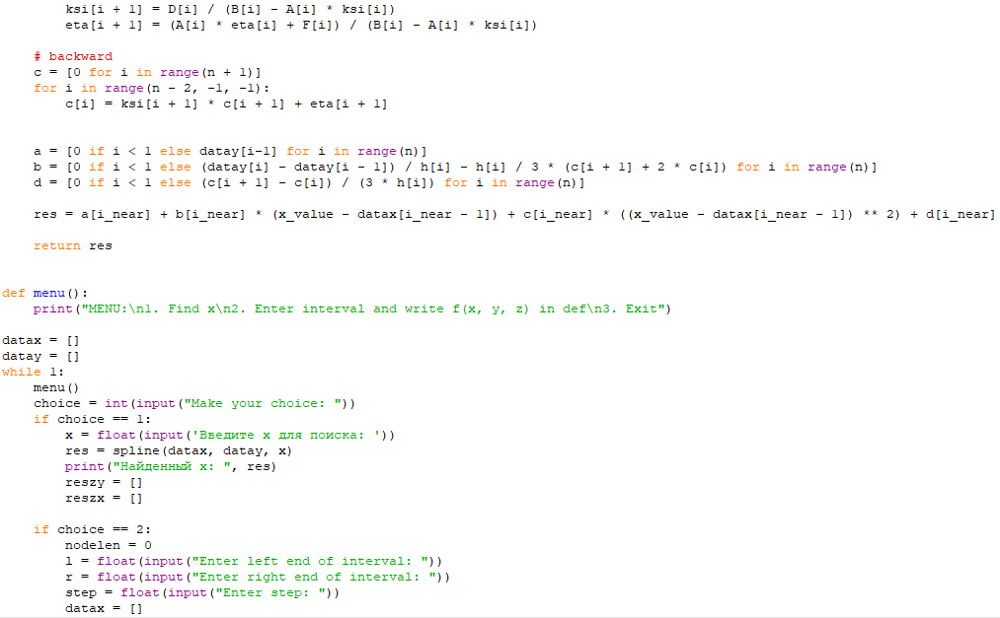 ksi[i + 1] = D[i] / (B[i] - A[i] * ksi[i])
eta[i + 1] = (A[i] * eta[i] + F[i]) / (B[i] - A[i] * ksi[i])
# backward
c = [0 for i in range(n + 1)]
for i in range(n - 2, -1, -1):
c[i] = ksi[i + 1] * c[i + 1] + eta[i + 1]
a = [0 if i < 1 else datay[i-1] for i in range(n)]
b = [0 if i < 1 else (datay[i] - datay[i - 1]) / h[i] - h[i] / 3 * (c[i + 1] + 2 * c[i]) for i in range(n)]
d = [0 if i < 1 else (c[i + 1] - c[i]) / (3 * h[i]) for i in range(n)]
res = a[i_near] + b[i_near] * (x_value - datax[i_near - 1]) + c[i_near] * ((x_value - datax[i_near - 1]) ** 2) + d[i_near]
return res
def menu():
print("MENU:\n1. Find x\n2. Enter interval and write f(x, y, z) in def\n3. Exit")
datax = []
datay = []
while 1:
menu()
choice = int(input("Make your choice: "))
if choice == 1:
x = float(input('Введите x для поиска: '))
res = spline(datax, datay, x)
print("Найденный x: ", res)
reszy = []
reszx = []
if choice == 2:
nodelen = 0
l = float(input("Enter left end of interval: "))
r = float(input("Enter right end of interval: "))
step = float(input("Enter step: "))
datax = []